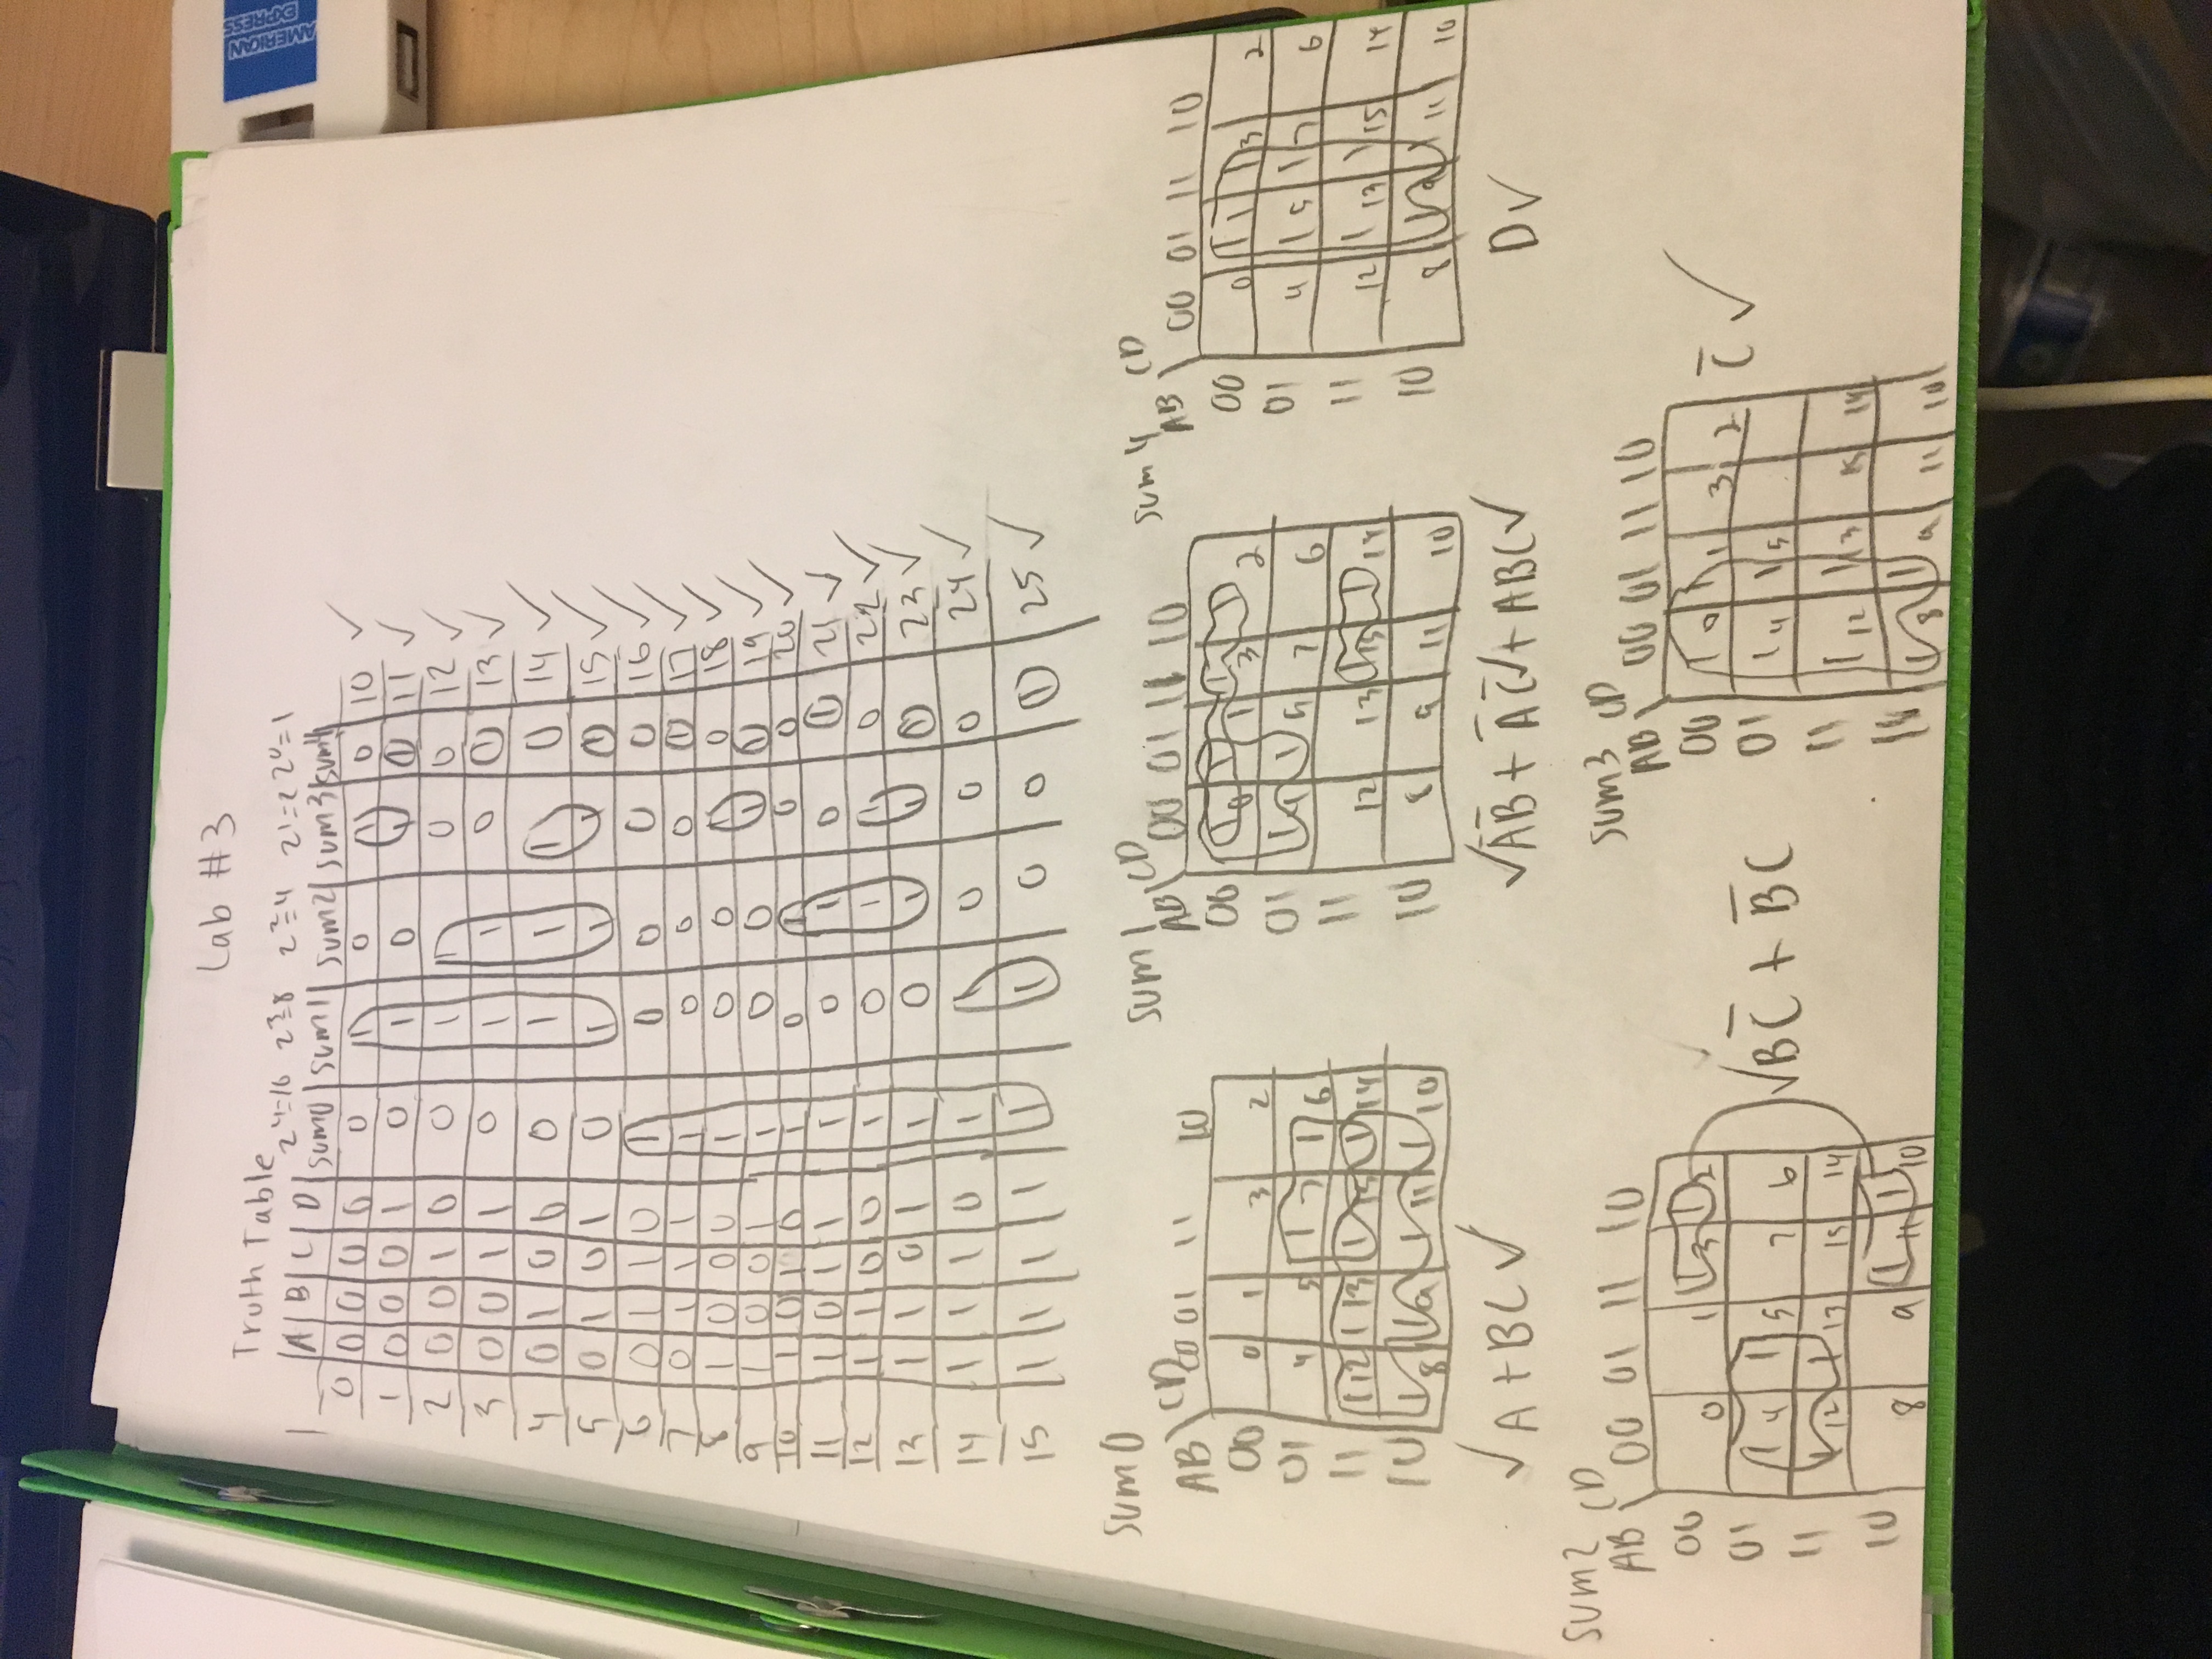 Lab #3
AMERICAN EXPRESS
Truth Table
2^4=16 2^3=8 2^2=4 2^1=2 2^0=1
A B C D sum0 sum1 sum2 sum3 sum4
0 0 0 0 0 0 1 0 1 0 10 ✓
1 0 0 0 1 0 1 0 1 1 11 ✓
2 0 0 1 0 0 1 1 0 0 12 ✓
3 0 0 1 1 0 1 1 0 1 13 ✓
4 0 1 0 0 0 1 1 1 0 14 ✓
5 0 1 0 1 0 1 1 1 1 15 ✓
6 0 1 1 0 1 0 0 0 0 16 ✓
7 0 1 1 1 1 0 0 0 1 17 ✓
8 1 0 0 0 1 0 0 1 0 18 ✓
9 1 0 0 1 1 0 0 1 1 19 ✓
10 1 0 1 0 1 0 1 0 0 20 ✓
11 1 0 1 1 1 0 1 0 1 21 ✓
12 1 1 0 0 1 0 1 1 0 22 ✓
13 1 1 0 1 1 0 1 1 1 23 ✓
14 1 1 1 0 1 1 0 0 0 24 ✓
15 1 1 1 1 1 1 0 0 1 25 ✓
sum0
AB \ CD 00 01 11 10
00 0 1 3 2
01 4 5 1 7 1 6
11 1 12 1 13 1 15 1 14
10 1 8 1 9 1 11 1 10
✓ A + BC ✓
sum1
AB \ CD 00 01 11 10
00 1 0 1 1 1 3 1 2
01 1 4 1 5 7 6
11 12 13 1 15 1 14
10 8 9 11 10
✓ A̅B̅ + A̅C̅ ✓ + ABC ✓
sum4
AB \ CD 00 01 11 10
00 0 1 1 1 3 2
01 4 1 5 1 7 6
11 12 1 13 1 15 14
10 8 1 9 1 11 10
D ✓
sum2
AB \ CD 00 01 11 10
00 0 1 1 3 1 2
01 1 4 1 5 7 6
11 1 12 1 13 15 14
10 8 9 1 11 1 10
✓ BC̅ + B̅C
sum3
AB \ CD 00 01 11 10
00 1 0 1 1 3 2
01 1 4 1 5
11 1 12 1 13 15 14
1 8 1 9 11 10
C̅ ✓